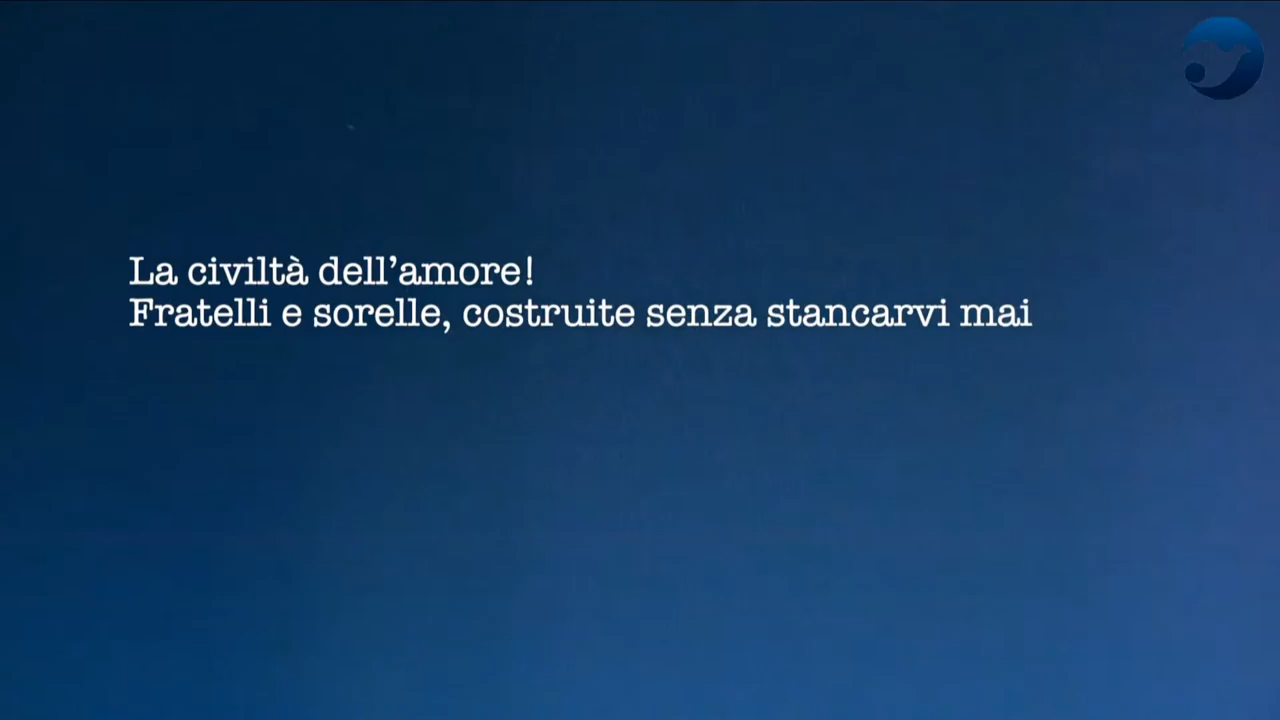 La civiltà dell’amore!
Fratelli e sorelle, costruite senza stancarvi mai